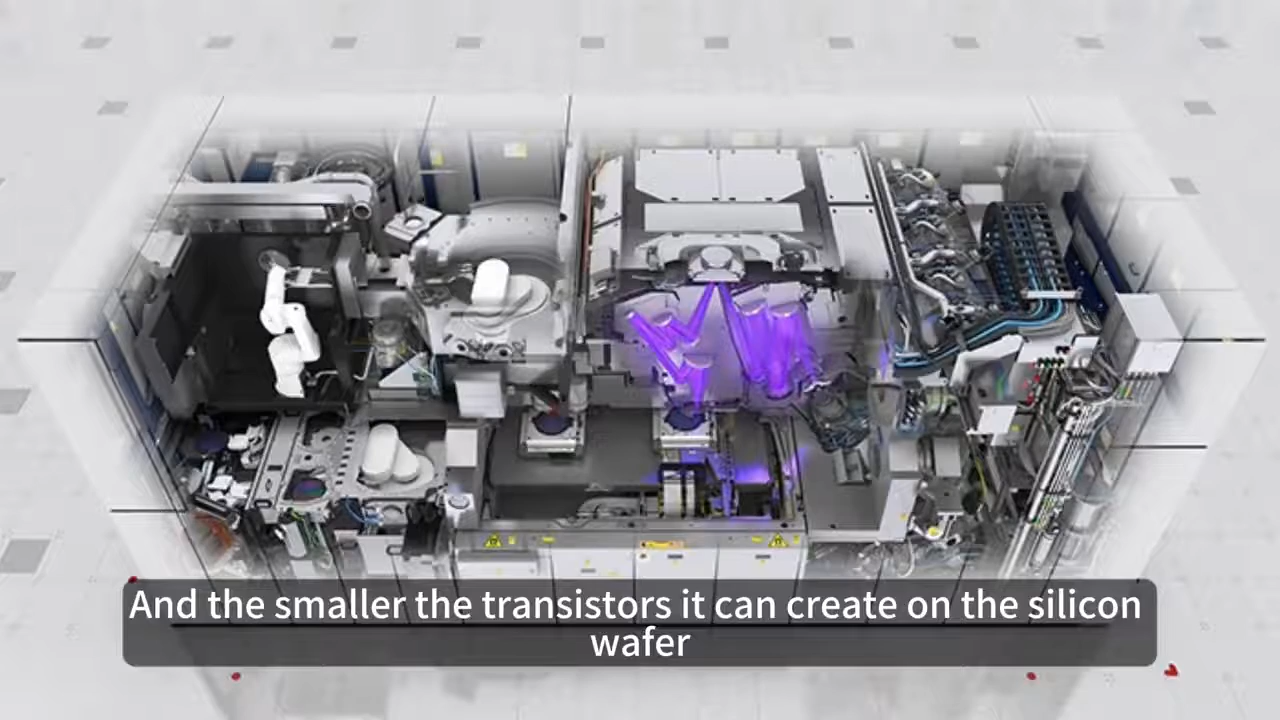 And the smaller the transistors it can create on the silicon
wafer